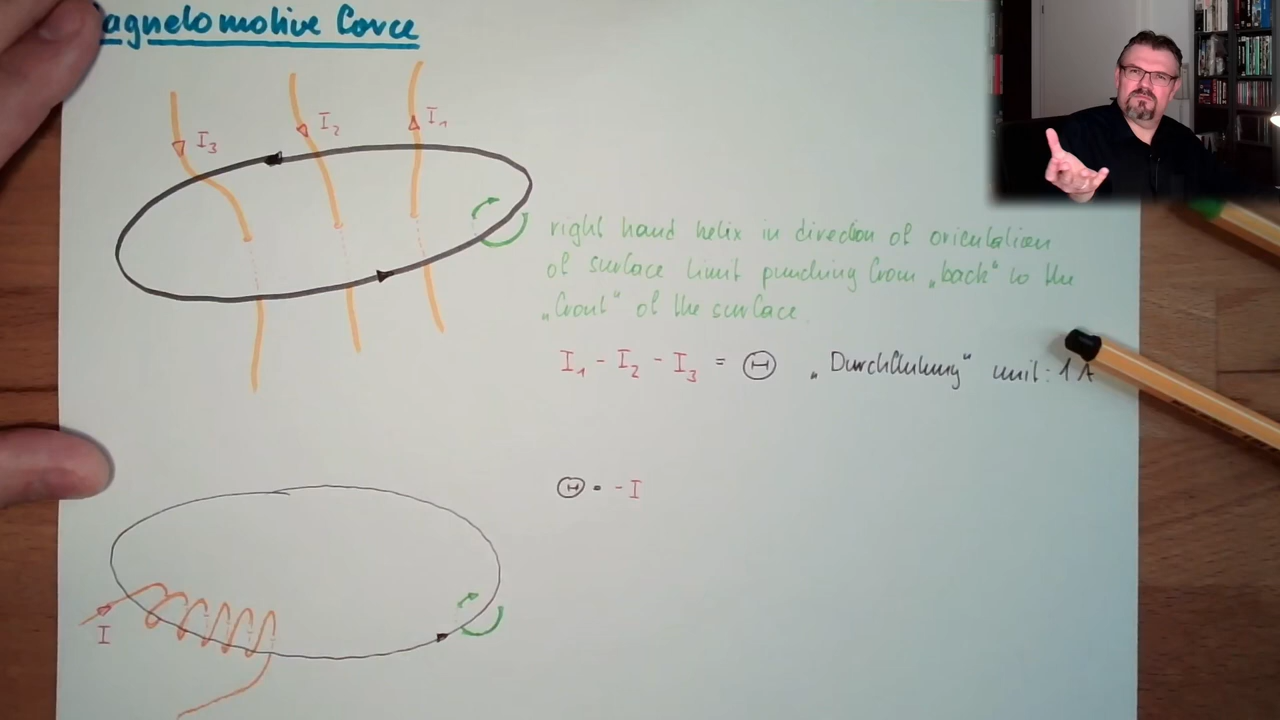 agnetomotive Force
I₃
I₂
I₁
right hand helix in direction of orientation
of surface limit punching from „back“ to the
„front“ of the surface
I₁ - I₂ - I₃ = Θ „Durchflutung“ unit: 1 A
Θ = -I
I